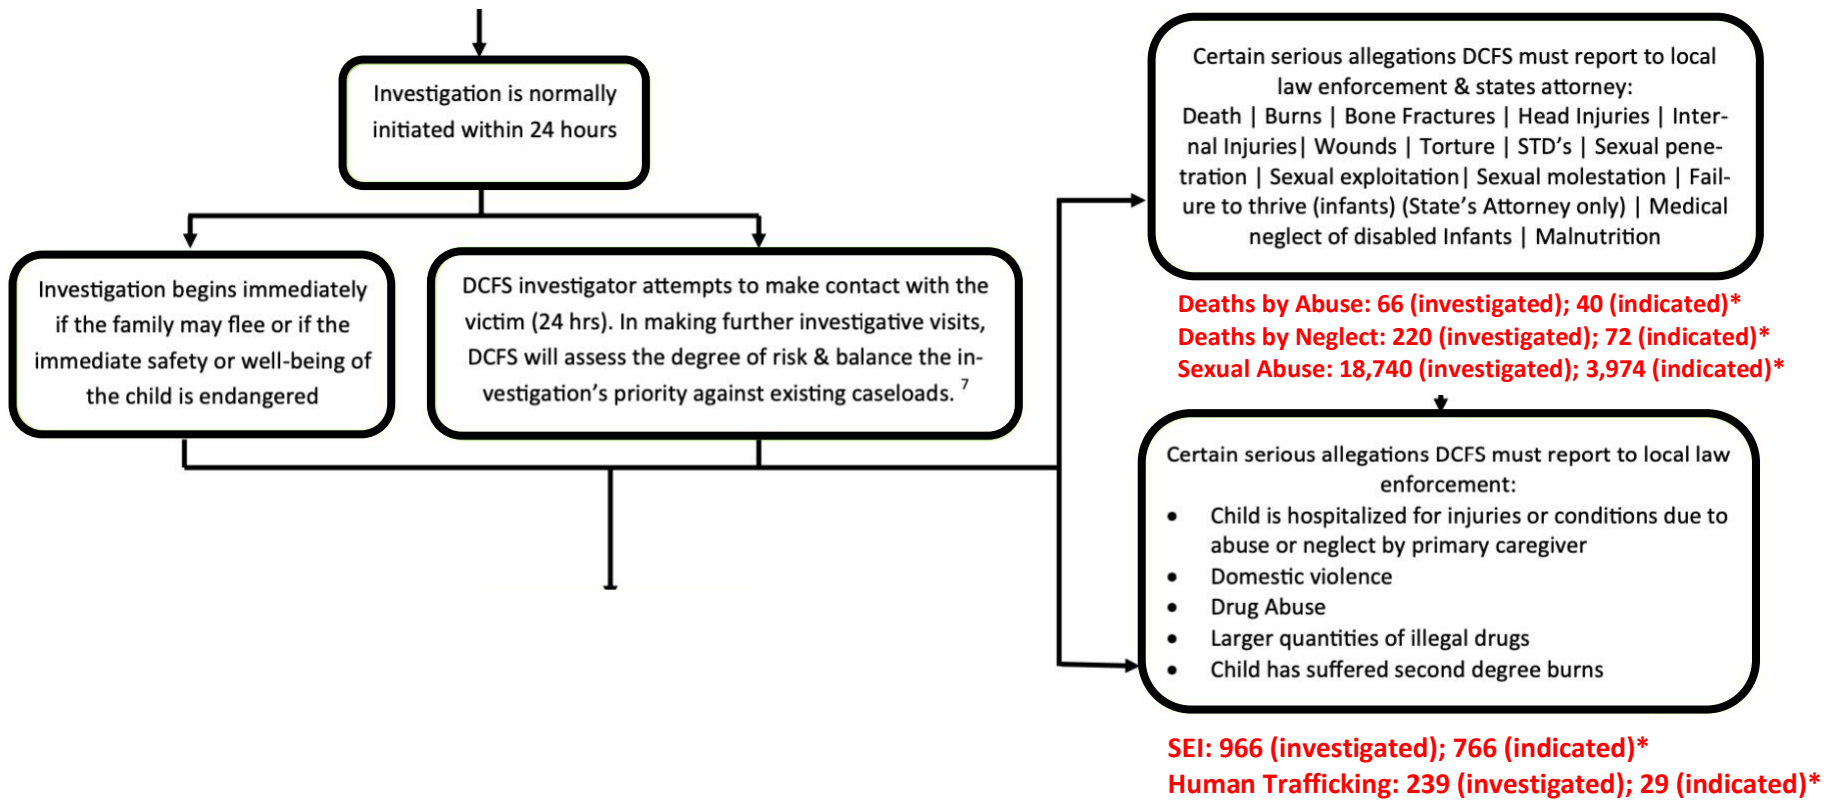 Investigation is normally
initiated within 24 hours
Investigation begins immediately
if the family may flee or if the
immediate safety or well-being of
the child is endangered
DCFS investigator attempts to make contact with the
victim (24 hrs). In making further investigative visits,
DCFS will assess the degree of risk & balance the in-
vestigation's priority against existing caseloads. 7
Certain serious allegations DCFS must report to local
law enforcement & states attorney:
Death | Burns | Bone Fractures | Head Injuries | Inter-
nal Injuries| Wounds | Torture | STD's | Sexual pene-
tration | Sexual exploitation| Sexual molestation | Fail-
ure to thrive (infants) (State's Attorney only) | Medical
neglect of disabled Infants | Malnutrition
Deaths by Abuse: 66 (investigated); 40 (indicated)*
Deaths by Neglect: 220 (investigated); 72 (indicated)*
Sexual Abuse: 18,740 (investigated); 3,974 (indicated)*
Certain serious allegations DCFS must report to local law
enforcement:
• Child is hospitalized for injuries or conditions due to
abuse or neglect by primary caregiver
• Domestic violence
• Drug Abuse
• Larger quantities of illegal drugs
• Child has suffered second degree burns
SEI: 966 (investigated); 766 (indicated)*
Human Trafficking: 239 (investigated); 29 (indicated)*